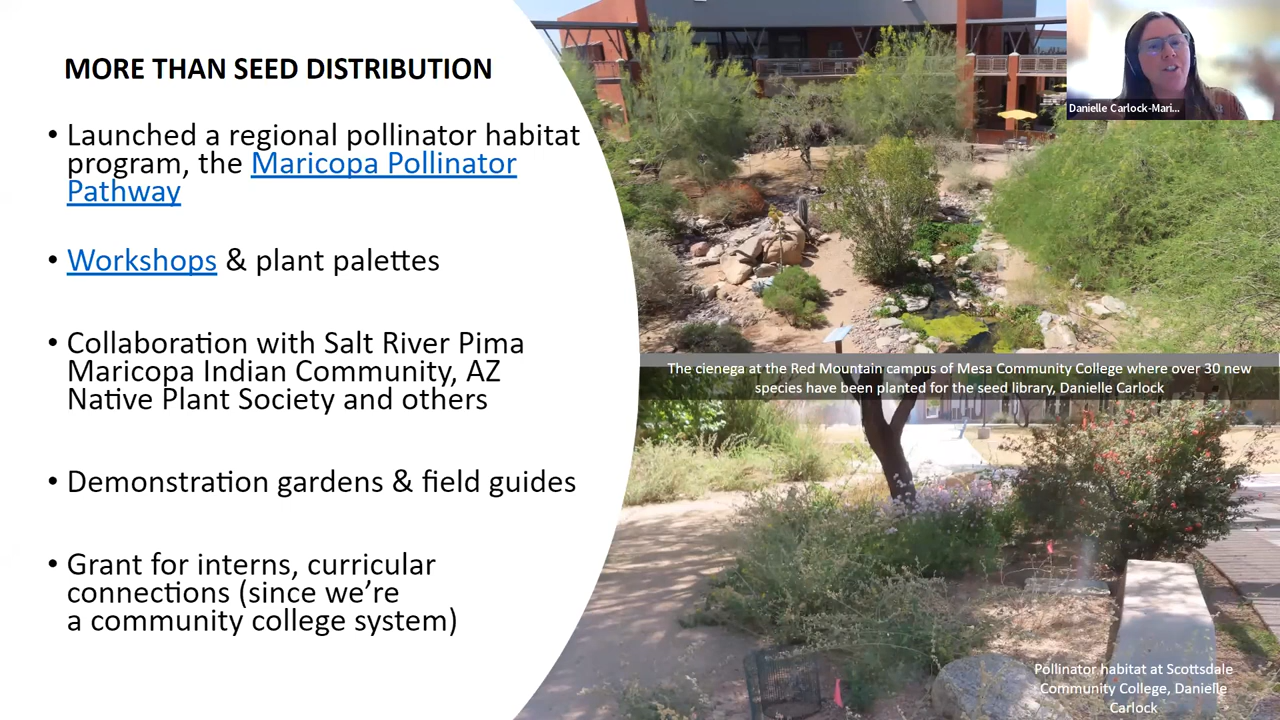 MORE THAN SEED DISTRIBUTION
• Launched a regional pollinator habitat
program, the Maricopa Pollinator
Pathway
• Workshops & plant palettes
• Collaboration with Salt River Pima
Maricopa Indian Community, AZ
Native Plant Society and others
• Demonstration gardens & field guides
• Grant for interns, curricular
connections (since we’re
a community college system)
Danielle Carlock-Mari...
The cienega at the Red Mountain campus of Mesa Community College where over 30 new
species have been planted for the seed library, Danielle Carlock
Pollinator habitat at Scottsdale
Community College, Danielle
Carlock